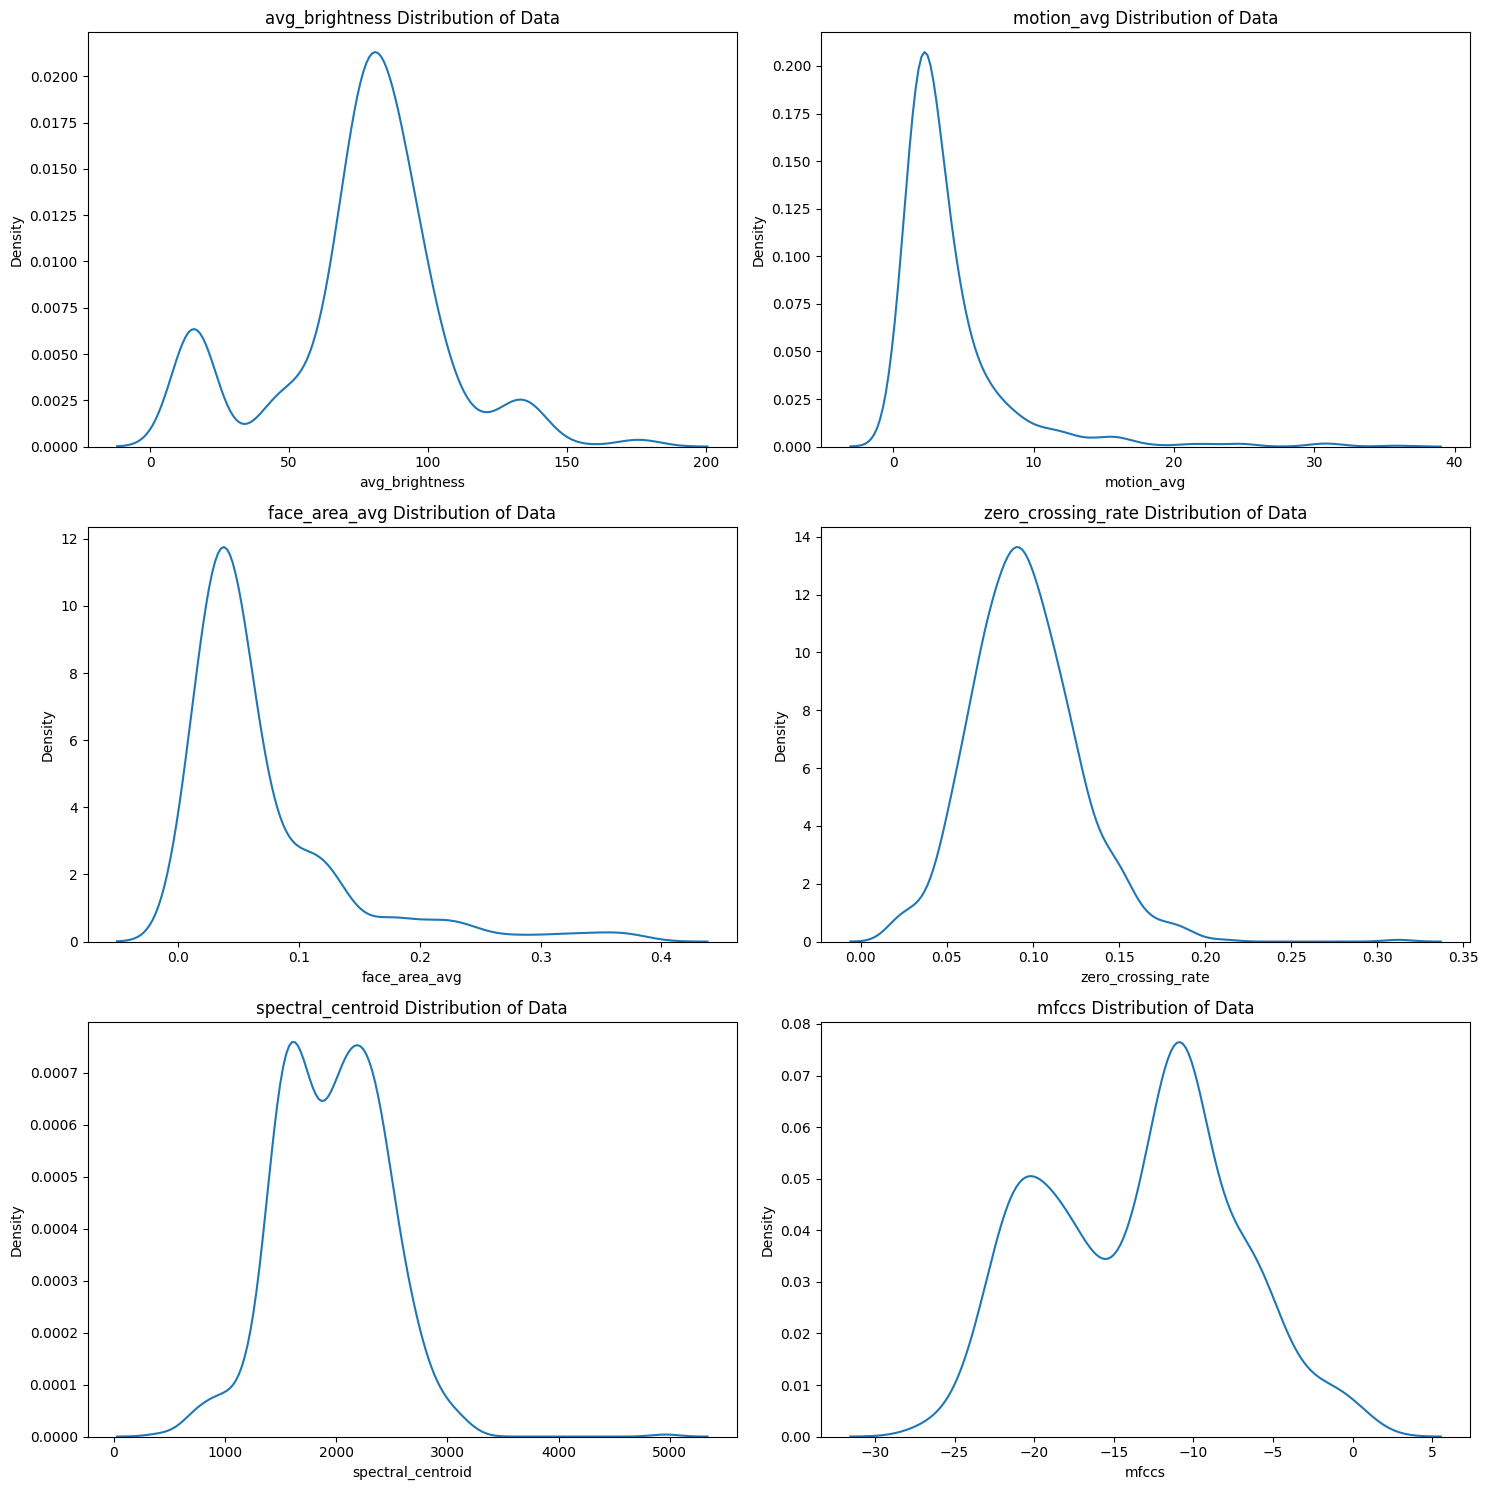 avg_brightness Distribution of Data
0.0200
0.0175
0.0150
0.0125
0.0100
0.0075
0.0050
0.0025
0.0000
Density
0 50 100 150 200
avg_brightness
motion_avg Distribution of Data
0.200
0.175
0.150
0.125
0.100
0.075
0.050
0.025
0.000
Density
0 10 20 30 40
motion_avg
face_area_avg Distribution of Data
12
10
8
6
4
2
0
Density
0.0 0.1 0.2 0.3 0.4
face_area_avg
zero_crossing_rate Distribution of Data
14
12
10
8
6
4
2
0
Density
0.00 0.05 0.10 0.15 0.20 0.25 0.30 0.35
zero_crossing_rate
spectral_centroid Distribution of Data
0.0007
0.0006
0.0005
0.0004
0.0003
0.0002
0.0001
0.0000
Density
0 1000 2000 3000 4000 5000
spectral_centroid
mfccs Distribution of Data
0.08
0.07
0.06
0.05
0.04
0.03
0.02
0.01
0.00
Density
−30 −25 −20 −15 −10 −5 0 5
mfccs